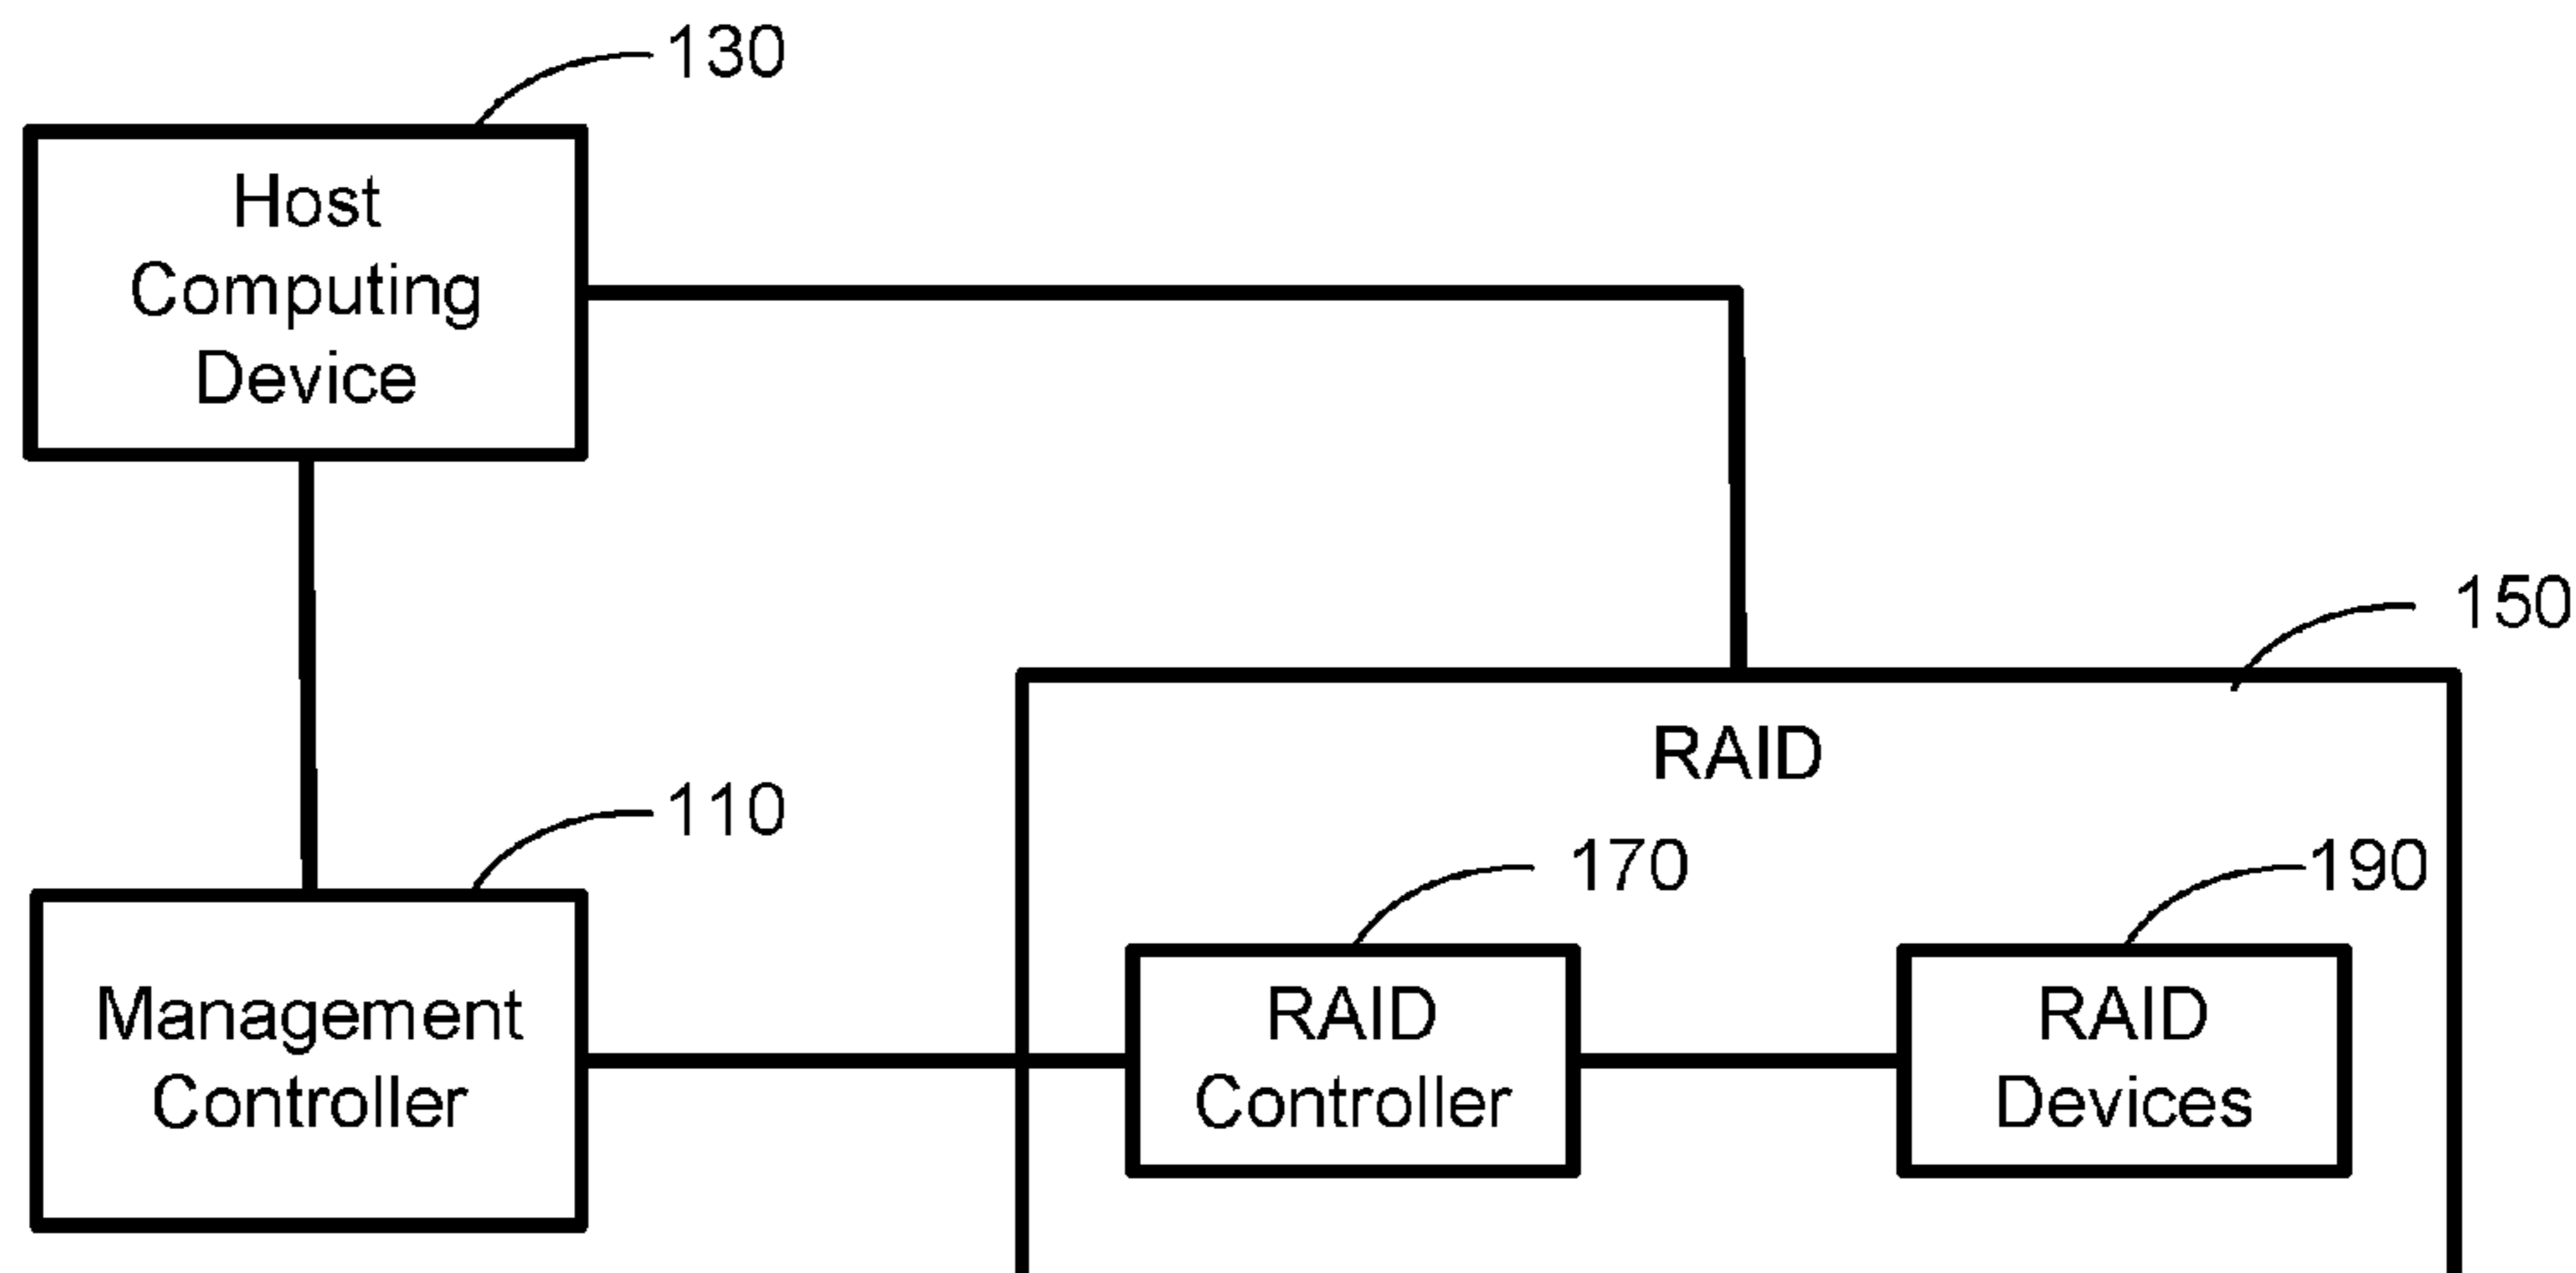 130
Host
Computing
Device
150
RAID
110
170
190
Management
Controller
RAID
Controller
RAID
Devices